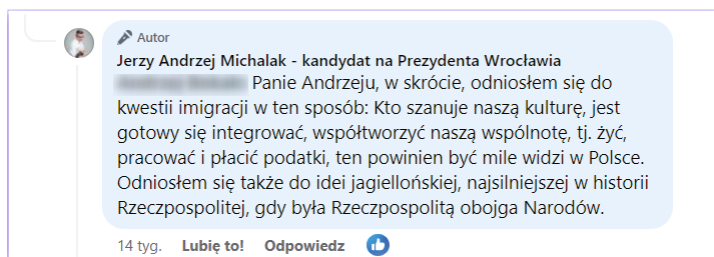 Autor
Jerzy Andrzej Michalak - kandydat na Prezydenta Wrocławia
Panie Andrzeju, w skrócie, odniosłem się do
kwestii imigracji w ten sposób: Kto szanuje naszą kulturę, jest
gotowy się integrować, współtworzyć naszą wspólnotę, tj. żyć,
pracować i płacić podatki, ten powinien być mile widzi w Polsce.
Odniosłem się także do idei jagiellońskiej, najsilniejszej w historii
Rzeczpospolitej, gdy była Rzeczpospolitą obojga Narodów.
14 tyg. Lubię to! Odpowiedz